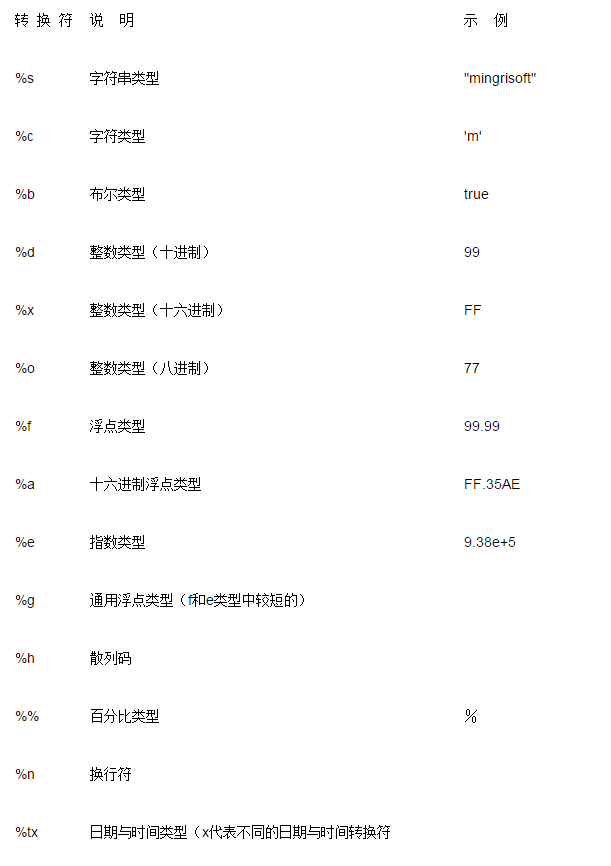 转 换 符 说 明 示 例
%s 字符串类型 "mingrisoft"
%c 字符类型 'm'
%b 布尔类型 true
%d 整数类型（十进制） 99
%x 整数类型（十六进制） FF
%o 整数类型（八进制） 77
%f 浮点类型 99.99
%a 十六进制浮点类型 FF.35AE
%e 指数类型 9.38e+5
%g 通用浮点类型（f和e类型中较短的）
%h 散列码
%% 百分比类型 ％
%n 换行符
%tx 日期与时间类型（x代表不同的日期与时间转换符